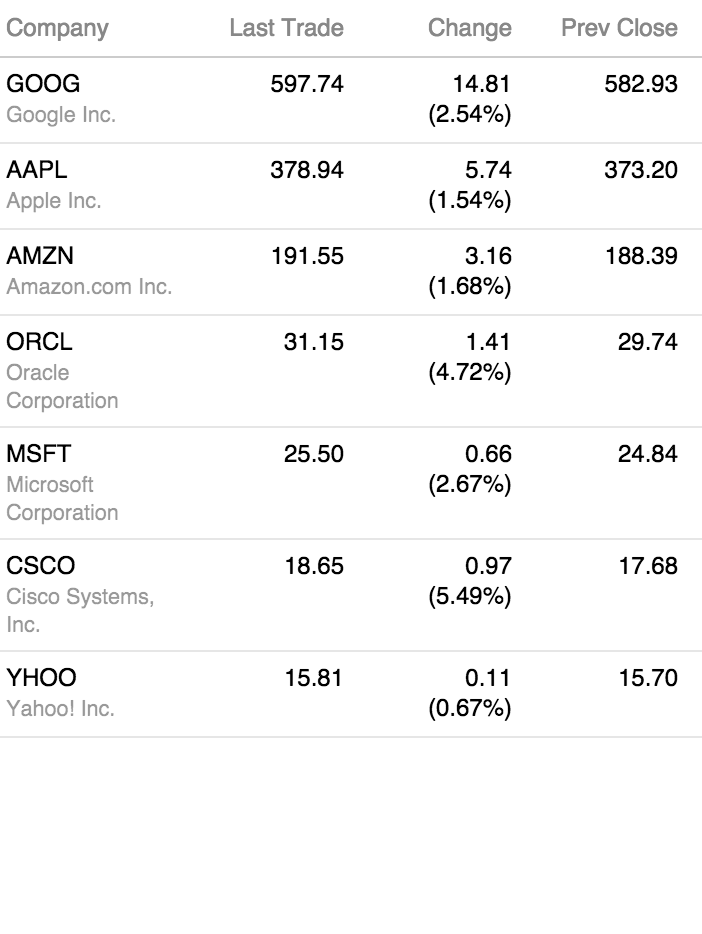 Company Last Trade Change Prev Close
GOOG 597.74 14.81 582.93
Google Inc. (2.54%)
AAPL 378.94 5.74 373.20
Apple Inc. (1.54%)
AMZN 191.55 3.16 188.39
Amazon.com Inc. (1.68%)
ORCL 31.15 1.41 29.74
Oracle (4.72%)
Corporation
MSFT 25.50 0.66 24.84
Microsoft (2.67%)
Corporation
CSCO 18.65 0.97 17.68
Cisco Systems, (5.49%)
Inc.
YHOO 15.81 0.11 15.70
Yahoo! Inc. (0.67%)